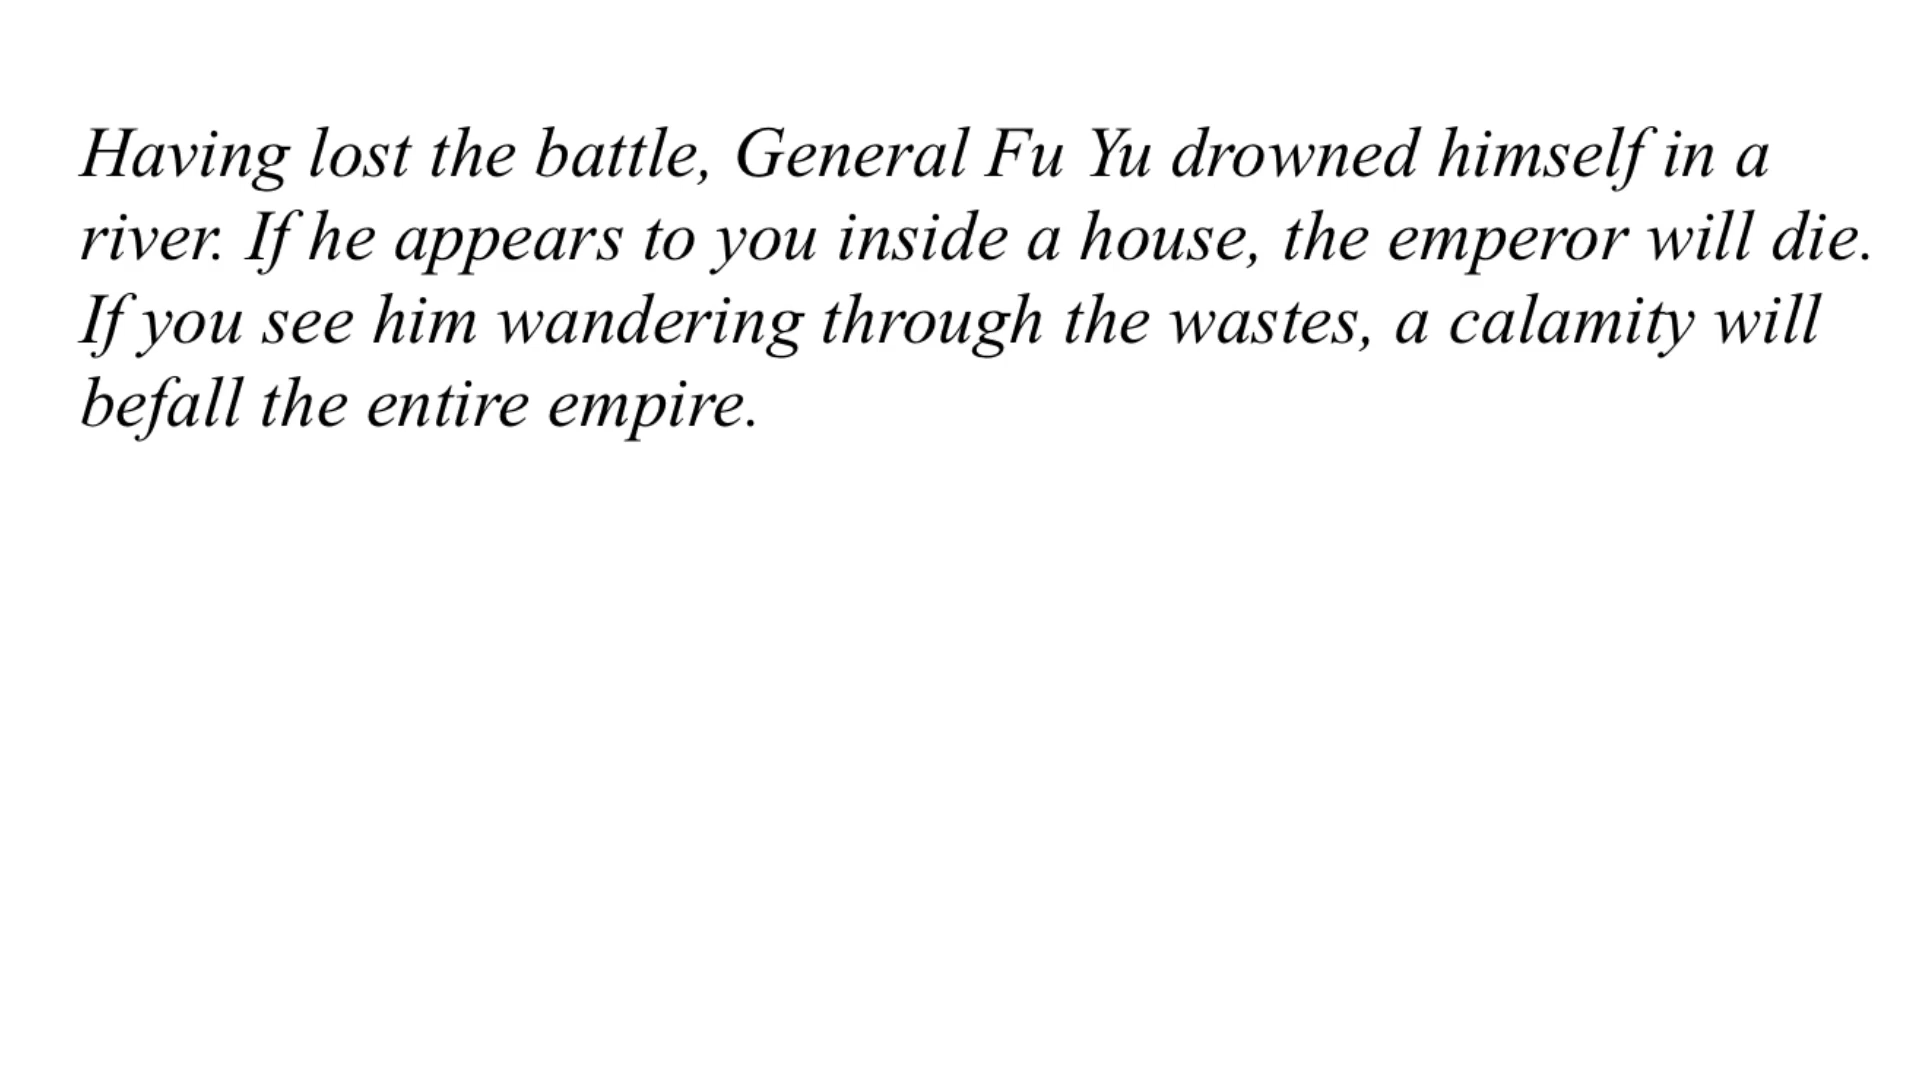 Having lost the battle, General Fu Yu drowned himself in a
river. If he appears to you inside a house, the emperor will die.
If you see him wandering through the wastes, a calamity will
befall the entire empire.